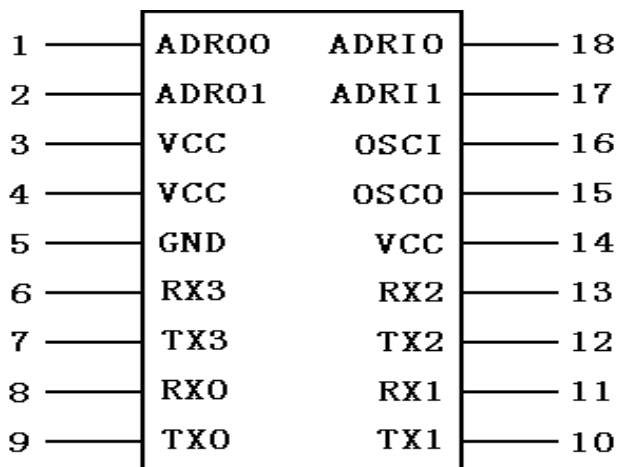 1 ADRO0 ADRI0 18
2 ADRO1 ADRI1 17
3 VCC OSCI 16
4 VCC OSCO 15
5 GND VCC 14
6 RX3 RX2 13
7 TX3 TX2 12
8 RX0 RX1 11
9 TX0 TX1 10